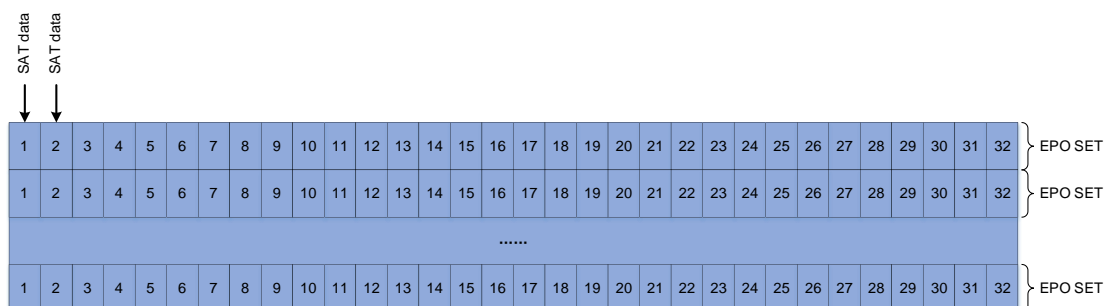 SAT data SAT data
1 2 3 4 5 6 7 8 9 10 11 12 13 14 15 16 17 18 19 20 21 22 23 24 25 26 27 28 29 30 31 32 EPO SET
1 2 3 4 5 6 7 8 9 10 11 12 13 14 15 16 17 18 19 20 21 22 23 24 25 26 27 28 29 30 31 32 EPO SET
......
1 2 3 4 5 6 7 8 9 10 11 12 13 14 15 16 17 18 19 20 21 22 23 24 25 26 27 28 29 30 31 32 EPO SET